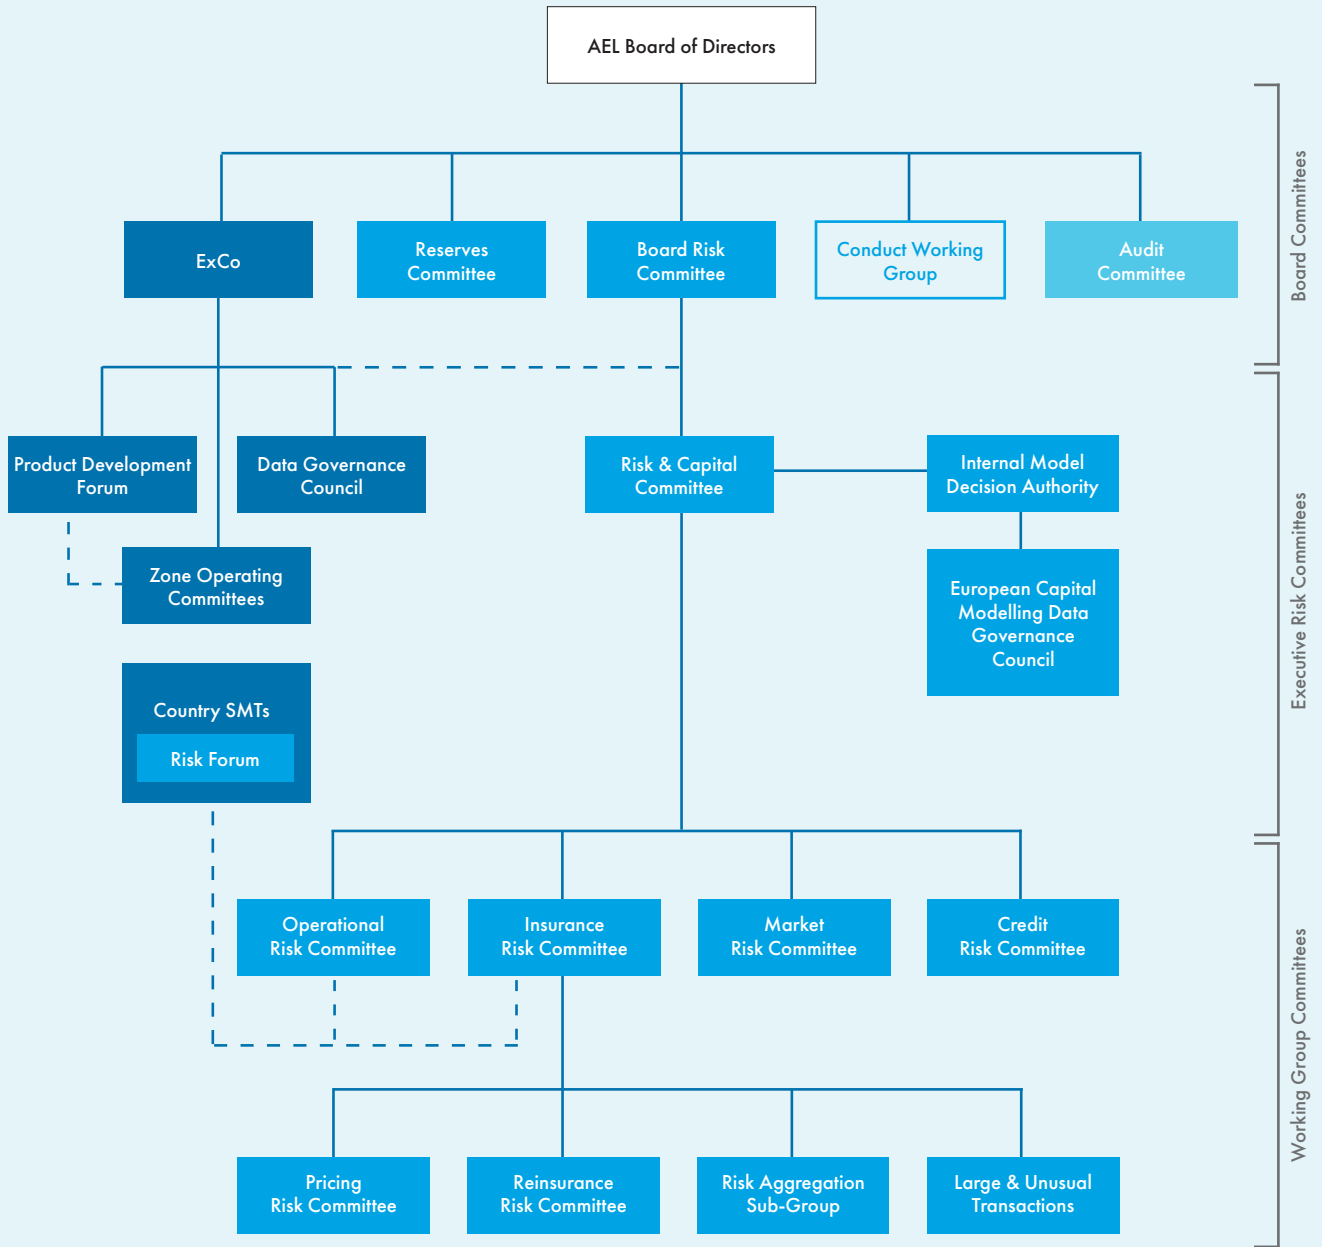 AEL Board of Directors
Board Committees
ExCo
Reserves
Committee
Board Risk
Committee
Conduct Working
Group
Audit
Committee
Executive Risk Committees
Product Development
Forum
Data Governance
Council
Risk & Capital
Committee
Internal Model
Decision Authority
Zone Operating
Committees
European Capital
Modelling Data
Governance
Council
Country SMTs
Risk Forum
Working Group Committees
Operational
Risk Committee
Insurance
Risk Committee
Market
Risk Committee
Credit
Risk Committee
Pricing
Risk Committee
Reinsurance
Risk Committee
Risk Aggregation
Sub-Group
Large & Unusual
Transactions